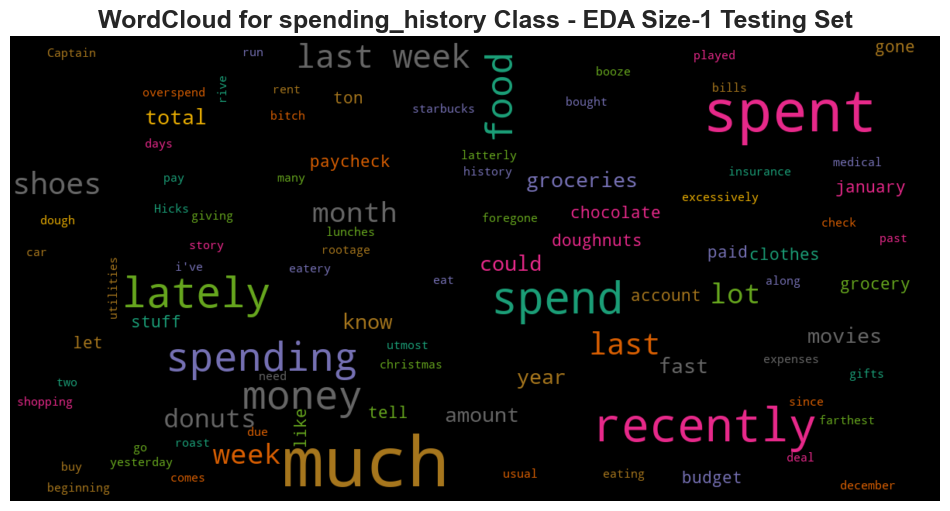 WordCloud for spending_history Class - EDA Size-1 Testing Set
Captain
run
last week
food
played
gone
booze
rive
overspend
rent
ton
starbucks
bought
bills
spent
total
bitch
days
paycheck
latterly
history
groceries
insurance
medical
shoes
pay
many
excessively
january
dough
Hicks
giving
month
lunches
foregone
chocolate
check
car
story
rootage
doughnuts
paid
clothes
past
utilities
i've
eatery
eat
could
lately
spend
account
lot
along
grocery
stuff
know
let
spending
utmost
christmas
last
fast
movies
expenses
two
need
money
year
gifts
shopping
donuts
like
tell
amount
since
recently
farthest
go
roast
due
deal
yesterday
week
much
buy
comes
usual
eating
budget
beginning
december